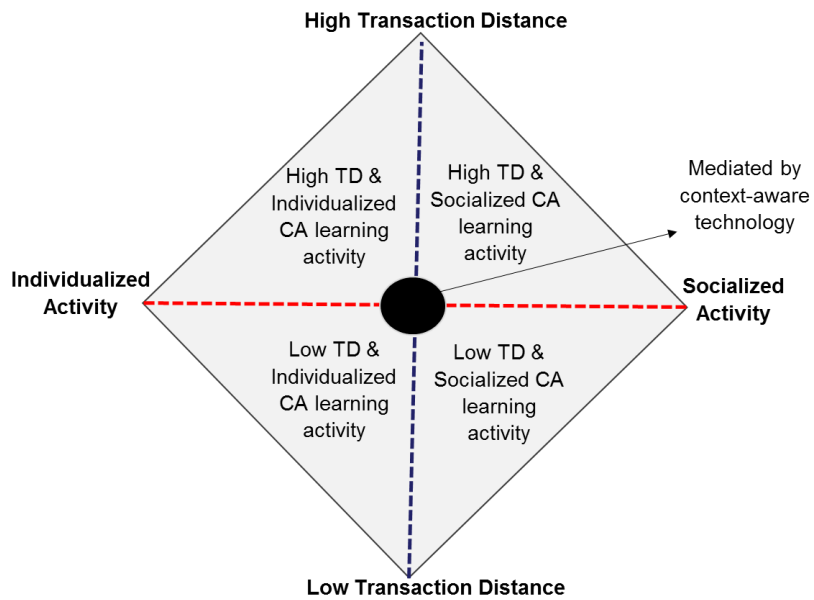 High Transaction Distance
High TD &
Individualized
CA learning
activity
High TD &
Socialized CA
learning
activity
Mediated by
context-aware
technology
Individualized
Activity
Socialized
Activity
Low TD &
Individualized
CA learning
activity
Low TD &
Socialized CA
learning
activity
Low Transaction Distance